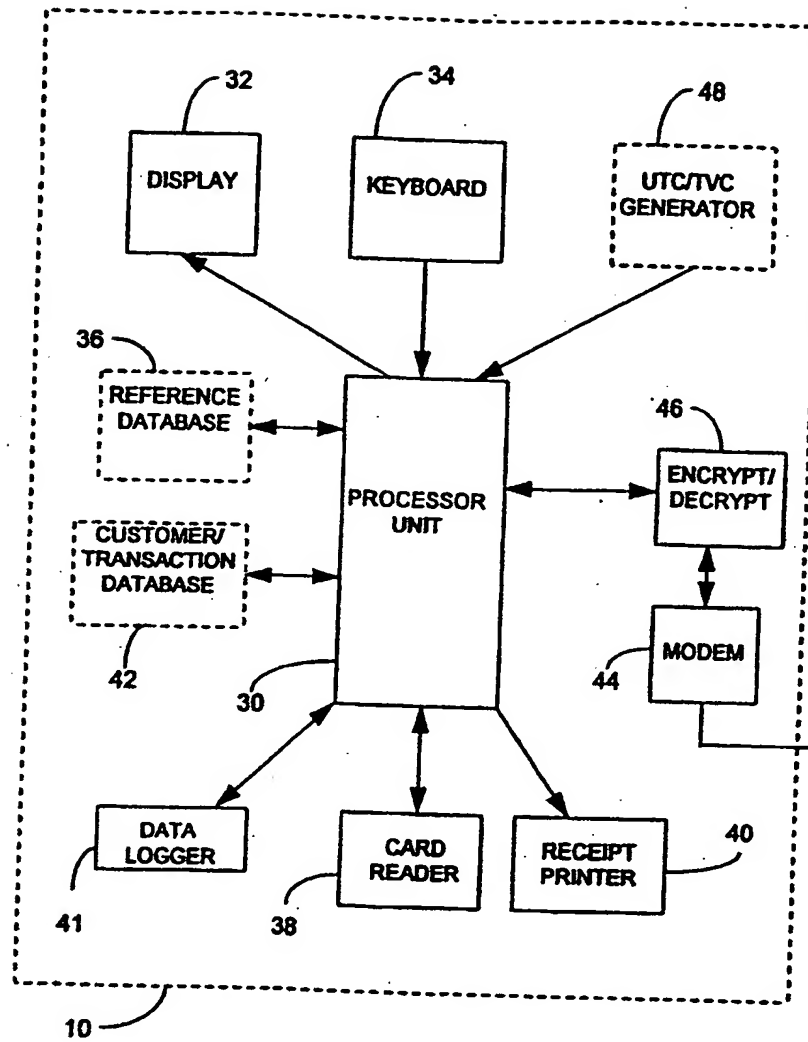 32
34
48
DISPLAY
KEYBOARD
UTC/TVC
GENERATOR
36
REFERENCE
DATABASE
46
ENCRYPT/
DECRYPT
PROCESSOR
UNIT
CUSTOMER/
TRANSACTION
DATABASE
MODEM
42
30
44
DATA
LOGGER
CARD
READER
RECEIPT
PRINTER
40
41
38
10